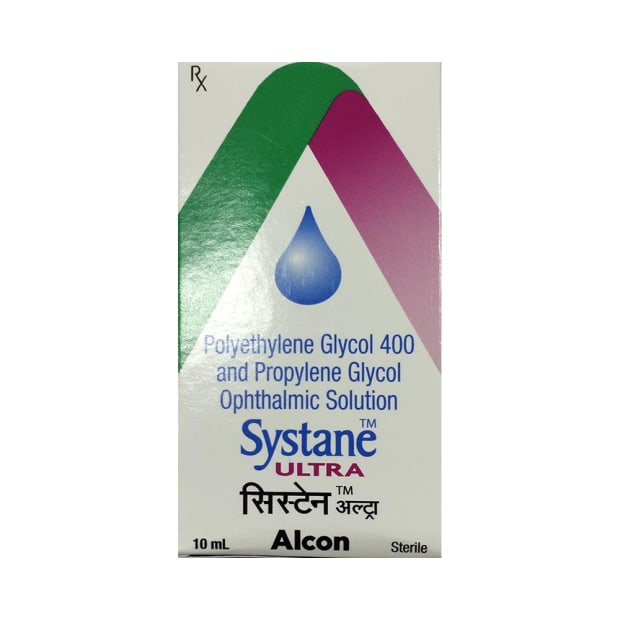 Rx
Polyethylene Glycol 400
and Propylene Glycol
Ophthalmic Solution
Systane™
ULTRA
सिस्टेन™ अल्ट्रा
10 mL Alcon Sterile